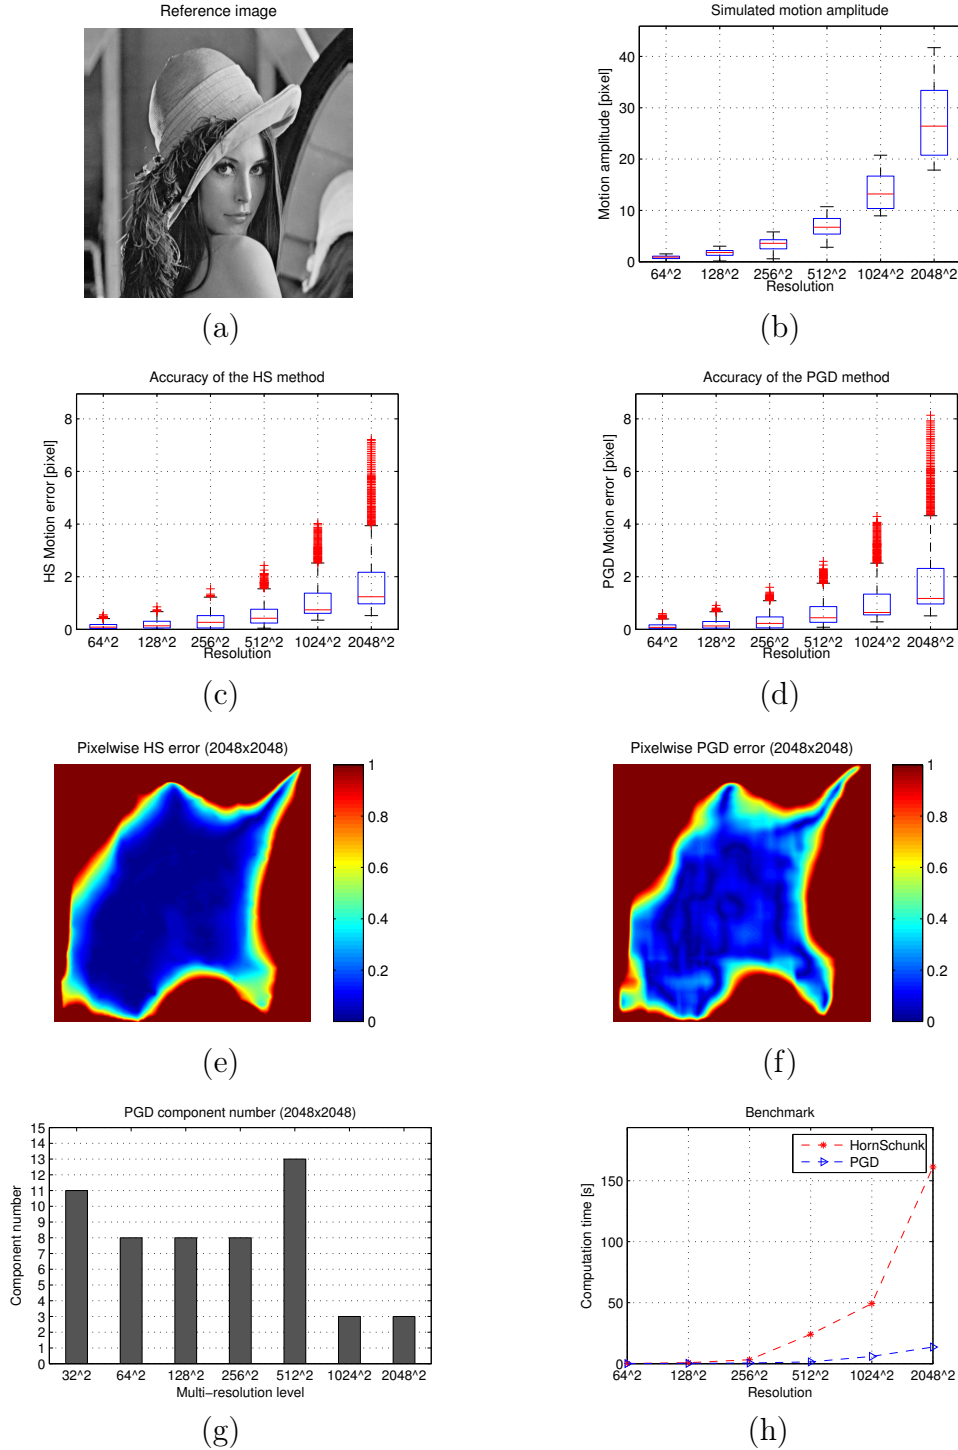 Reference image
Simulated motion amplitude
Motion amplitude [pixel]
40
30
20
10
0
64^2 128^2 256^2 512^2 1024^2 2048^2
Resolution
(a)
(b)
Accuracy of the HS method
HS Motion error [pixel]
8
6
4
2
0
64^2 128^2 256^2 512^2 1024^2 2048^2
Resolution
Accuracy of the PGD method
PGD Motion error [pixel]
8
6
4
2
0
64^2 128^2 256^2 512^2 1024^2 2048^2
Resolution
(c)
(d)
Pixelwise HS error (2048x2048)
1
0.8
0.6
0.4
0.2
0
Pixelwise PGD error (2048x2048)
1
0.8
0.6
0.4
0.2
0
(e)
(f)
PGD component number (2048x2048)
Component number
15
14
13
12
11
10
9
8
7
6
5
4
3
2
1
0
32^2 64^2 128^2 256^2 512^2 1024^2 2048^2
Multi-resolution level
Benchmark
HornSchunk
PGD
Computation time [s]
150
100
50
0
64^2 128^2 256^2 512^2 1024^2 2048^2
Resolution
(g)
(h)